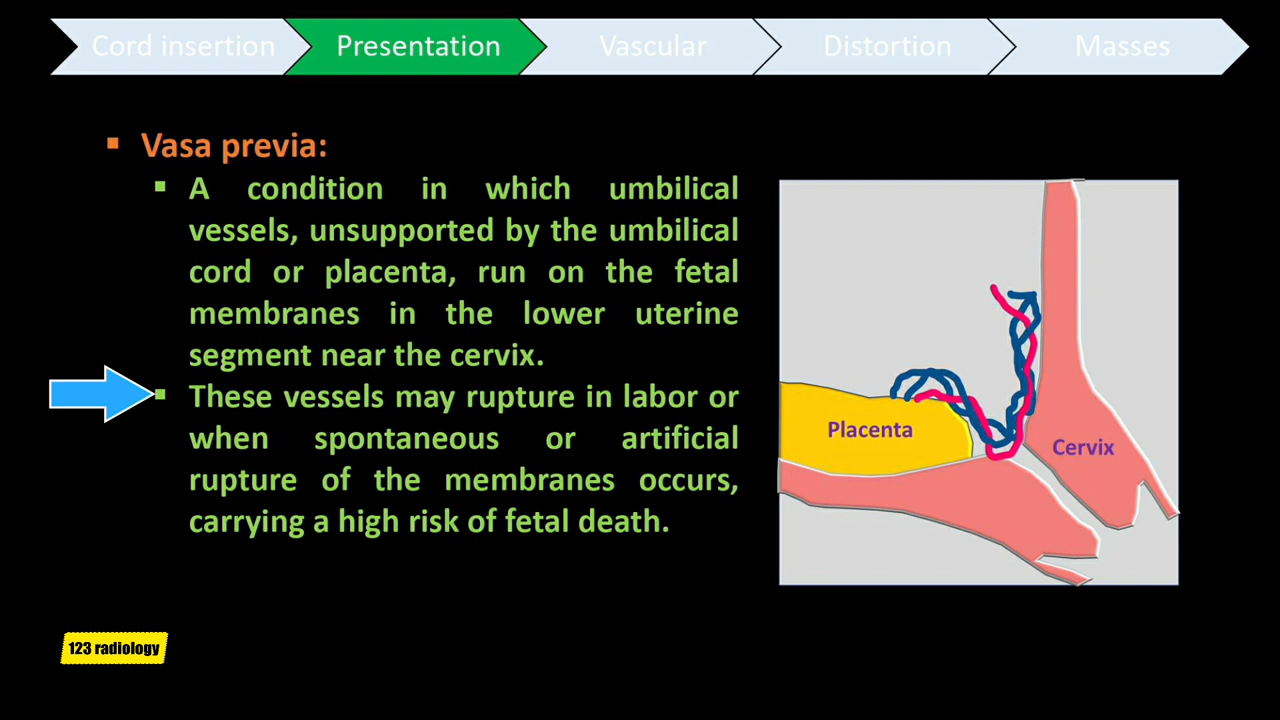 Cord insertion
Presentation
Vascular
Distortion
Masses
Vasa previa:
A condition in which umbilical
vessels, unsupported by the umbilical
cord or placenta, run on the fetal
membranes in the lower uterine
segment near the cervix.
These vessels may rupture in labor or
when spontaneous or artificial
rupture of the membranes occurs,
carrying a high risk of fetal death.
Placenta
Cervix
123 radiology